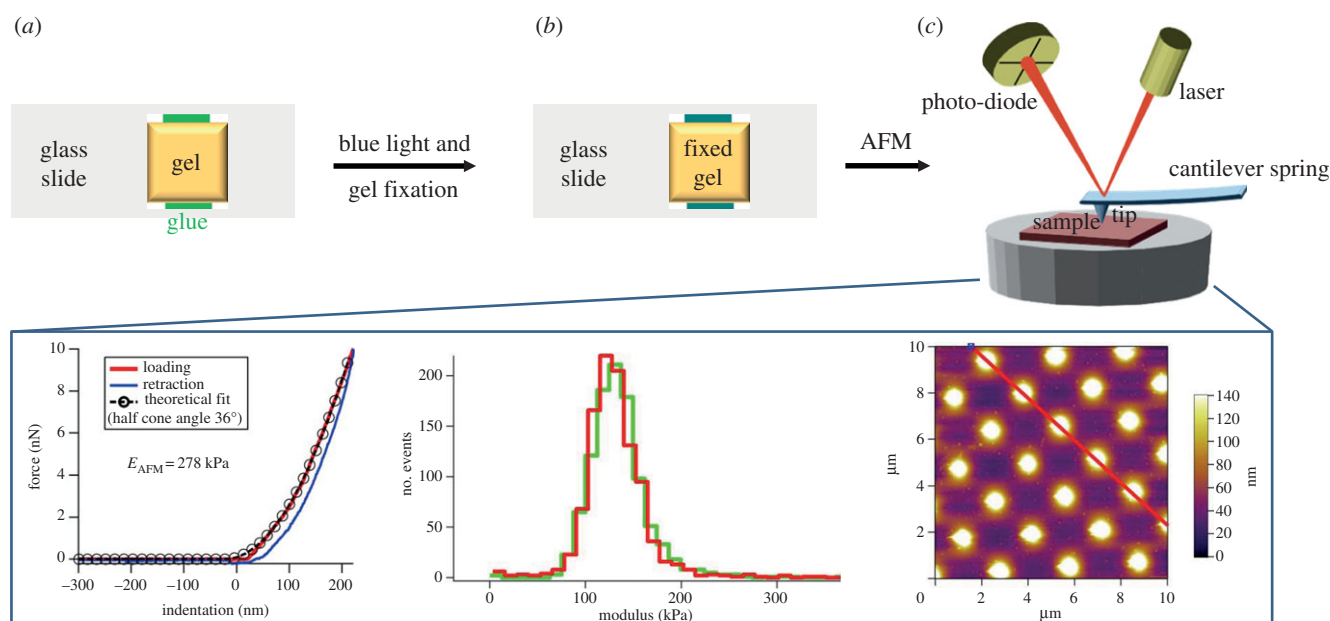 (a)
(b)
(c)
glass
slide
gel
glue
blue light and
gel fixation
glass
slide
fixed
gel
AFM
photo-diode
laser
cantilever spring
sample
tip
10
8
6
4
2
0
force (nN)
loading
retraction
theoretical fit
(half cone angle 36°)
E_AFM = 278 kPa
−300
−200
−100
0
100
200
indentation (nm)
200
150
100
50
0
no. events
0
100
200
300
modulus (kPa)
10
8
6
4
2
0
μm
2
4
6
8
10
μm
140
120
100
80
60
40
20
0
nm